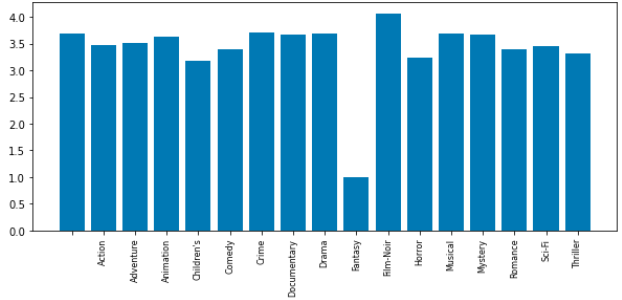 4.0
3.5
3.0
2.5
2.0
1.5
1.0
0.5
0.0
Action
Adventure
Animation
Children's
Comedy
Crime
Documentary
Drama
Fantasy
Film-Noir
Horror
Musical
Mystery
Romance
Sci-Fi
Thriller